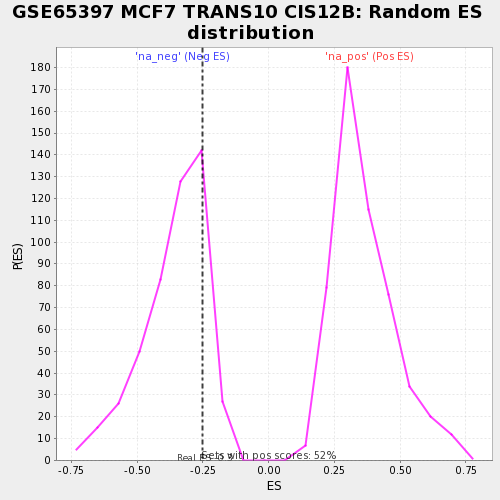 GSE65397 MCF7 TRANS10 CIS12B: Random ES
distribution
'na_neg' (Neg ES) 'na_pos' (Pos ES)
180
170
160
150
140
130
120
110
100
90
80
70
60
50
40
30
20
10
0
P(ES)
Sets with pos scores: 52%
Real ES
-0.75 -0.50 -0.25 0.00 0.25 0.50 0.75
ES